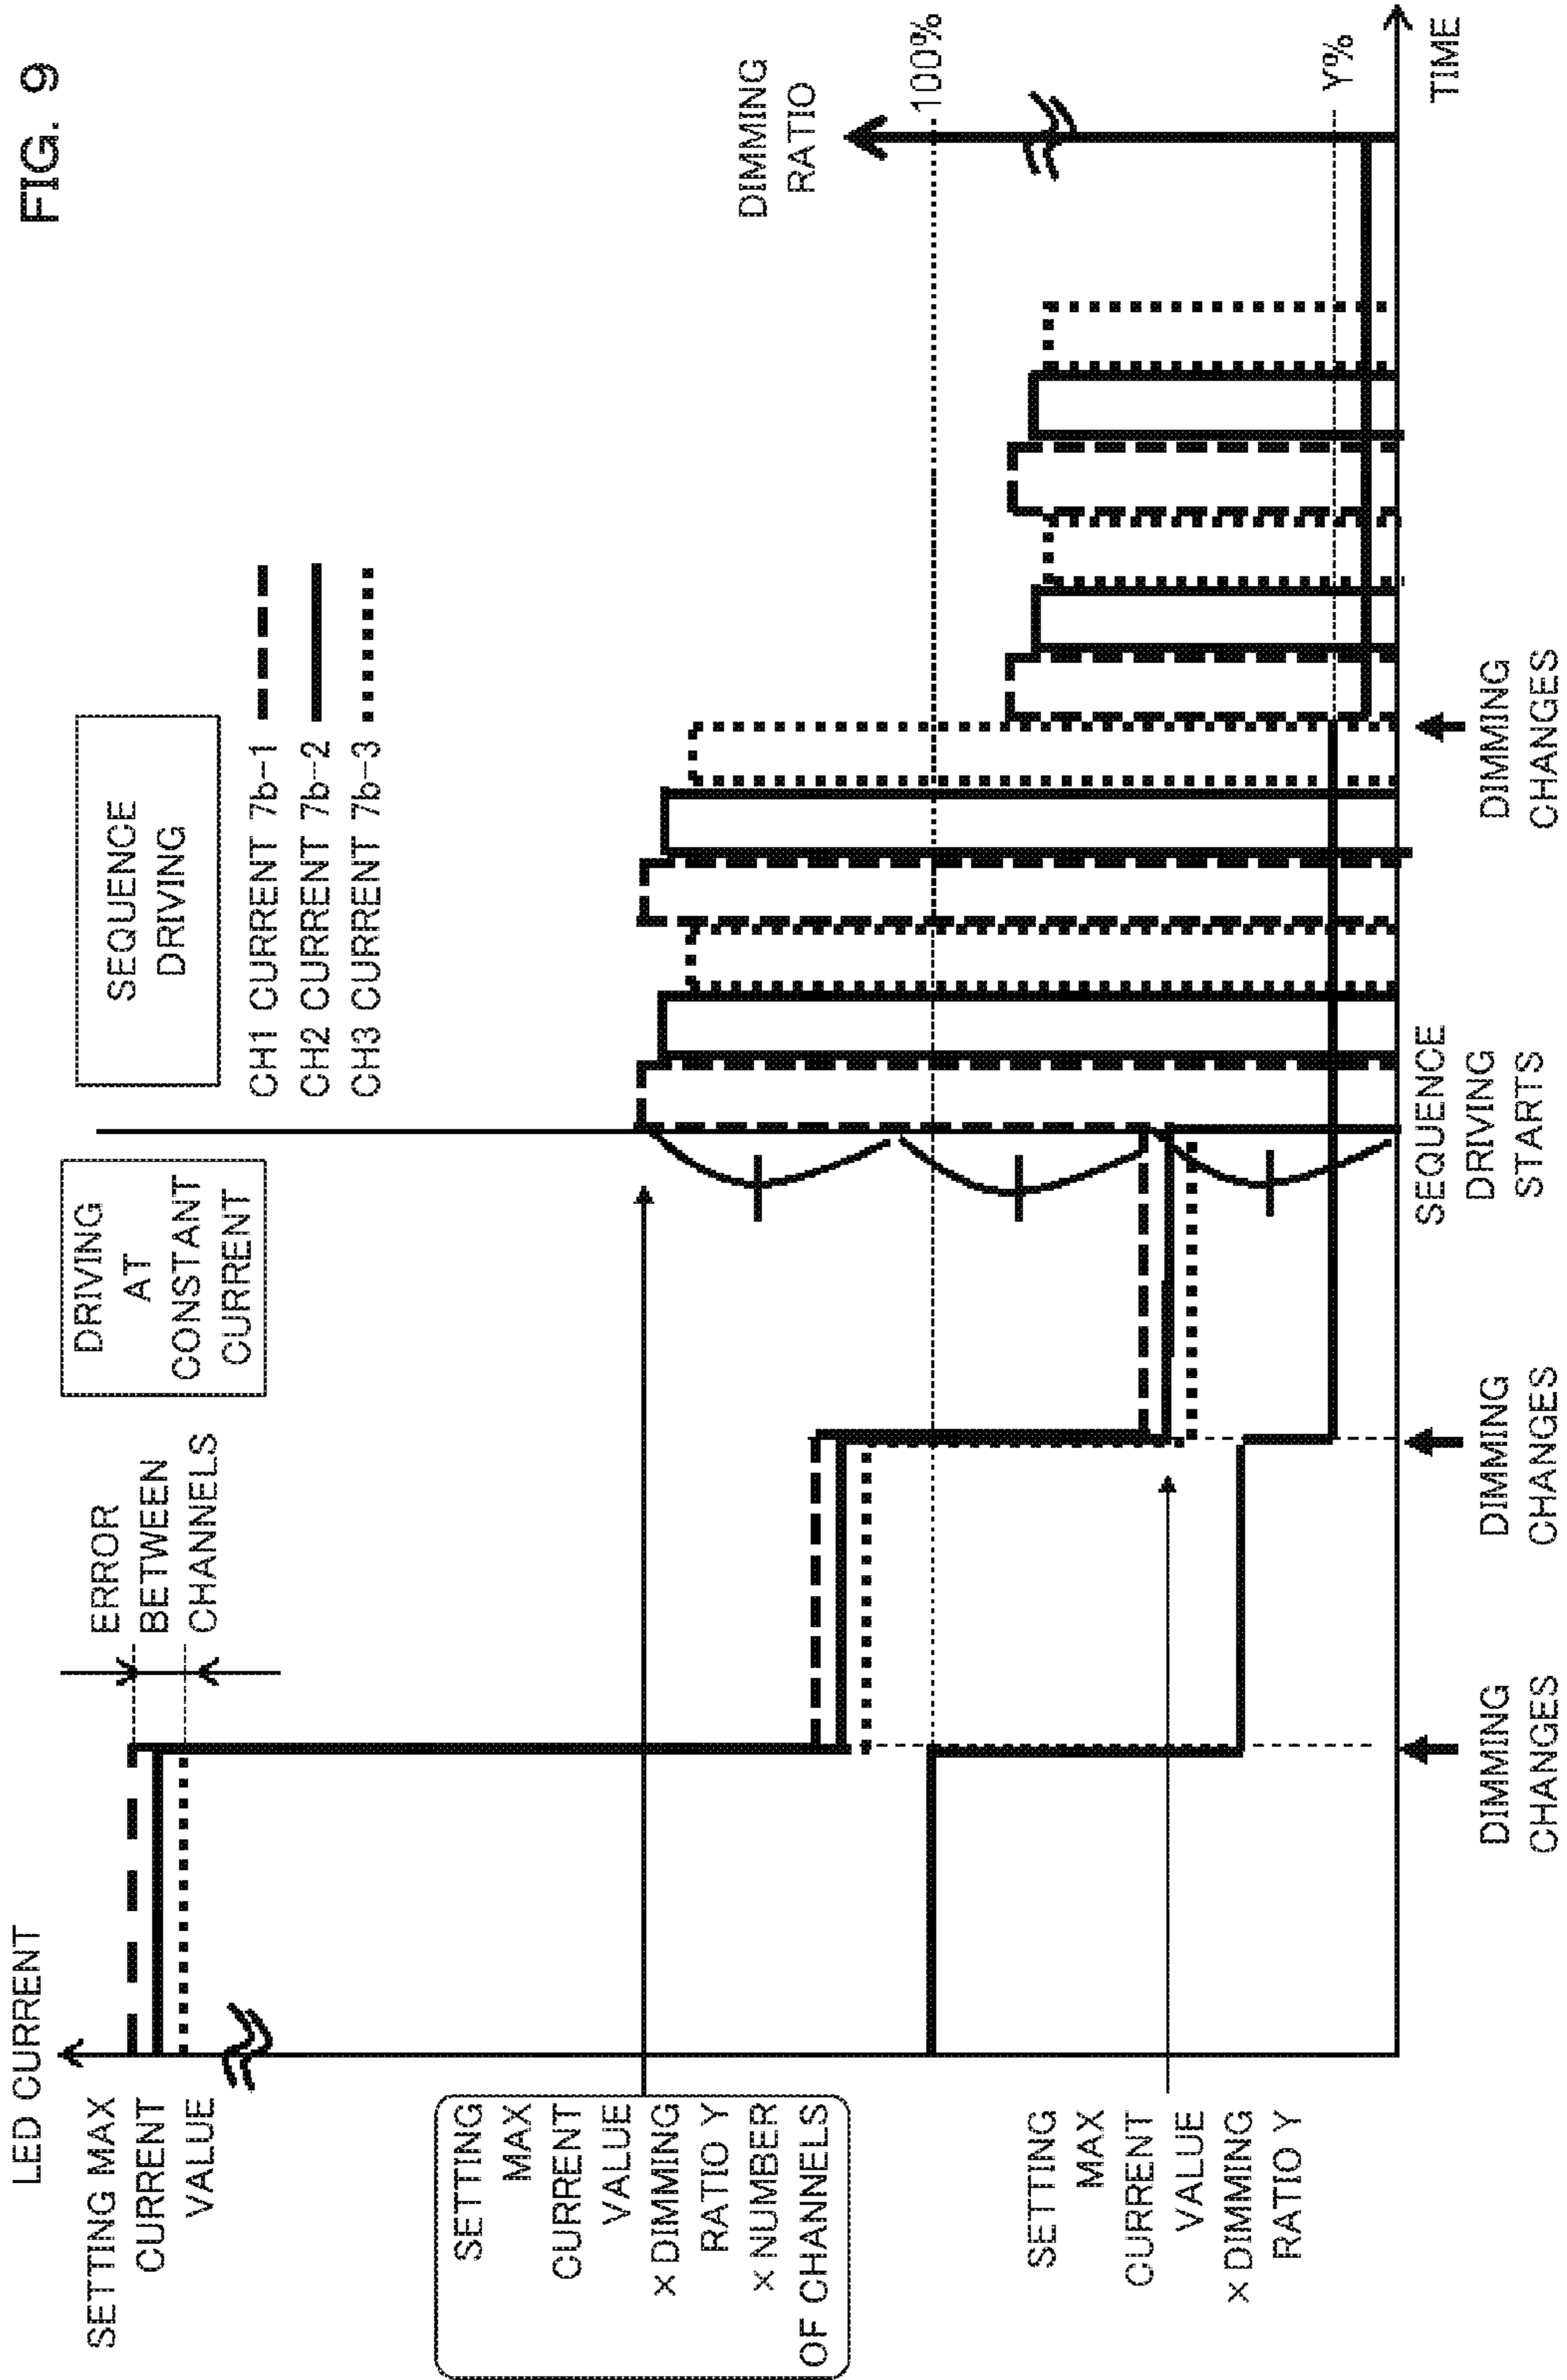 FIG. 9
LED CURRENT
SETTING MAX
CURRENT
VALUE
ERROR
BETWEEN
CHANNELS
DRIVING
AT
CONSTANT
CURRENT
SEQUENCE
DRIVING
CH1 CURRENT 7b-1
CH2 CURRENT 7b-2
CH3 CURRENT 7b-3
SETTING
MAX
CURRENT
VALUE
×DIMMING
RATIO Y
×NUMBER
OF CHANNELS
DIMMING
RATIO
100%
SETTING
MAX
CURRENT
VALUE
×DIMMING
RATIO Y
Y%
TIME
DIMMING
CHANGES
DIMMING
CHANGES
SEQUENCE
DRIVING
STARTS
DIMMING
CHANGES